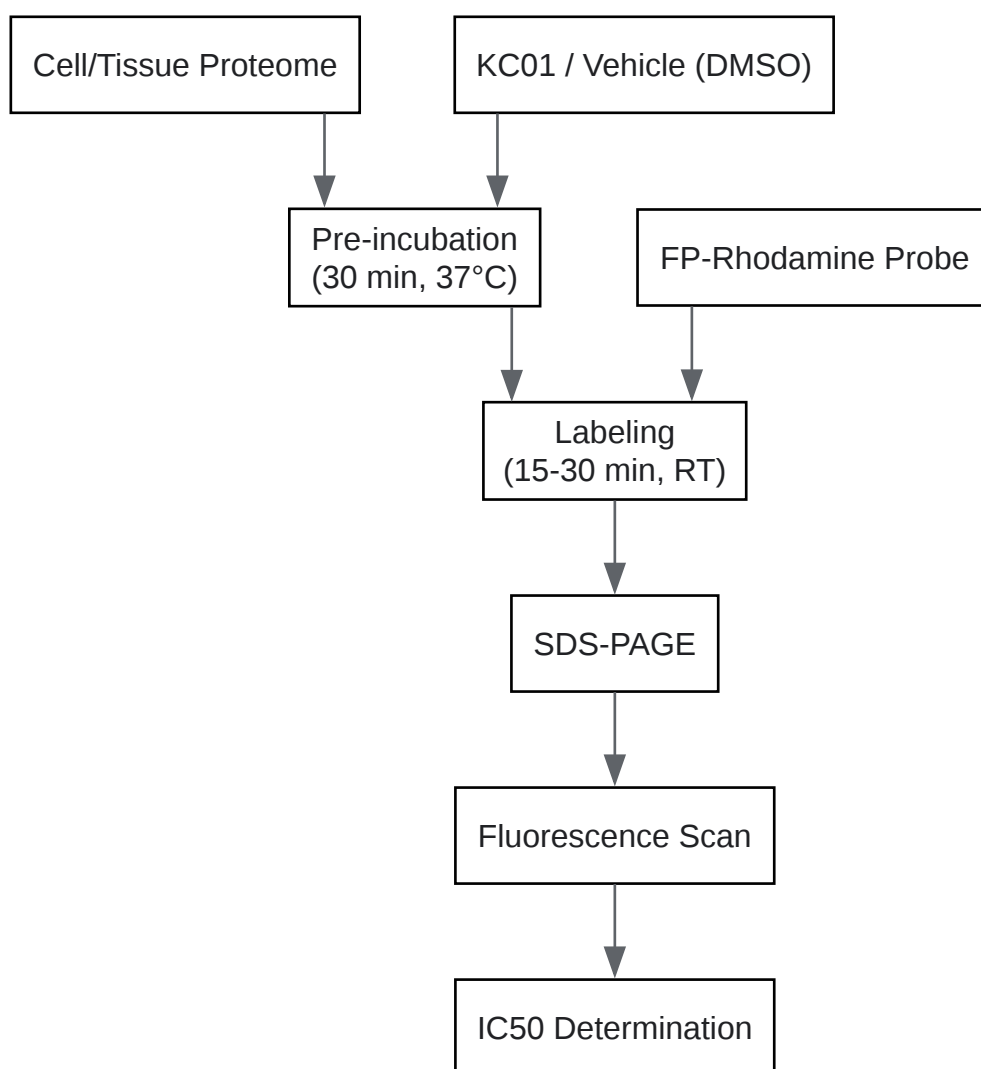 Cell/Tissue Proteome
KC01 / Vehicle (DMSO)
Pre-incubation
(30 min, 37°C)
FP-Rhodamine Probe
Labeling
(15-30 min, RT)
SDS-PAGE
Fluorescence Scan
IC50 Determination